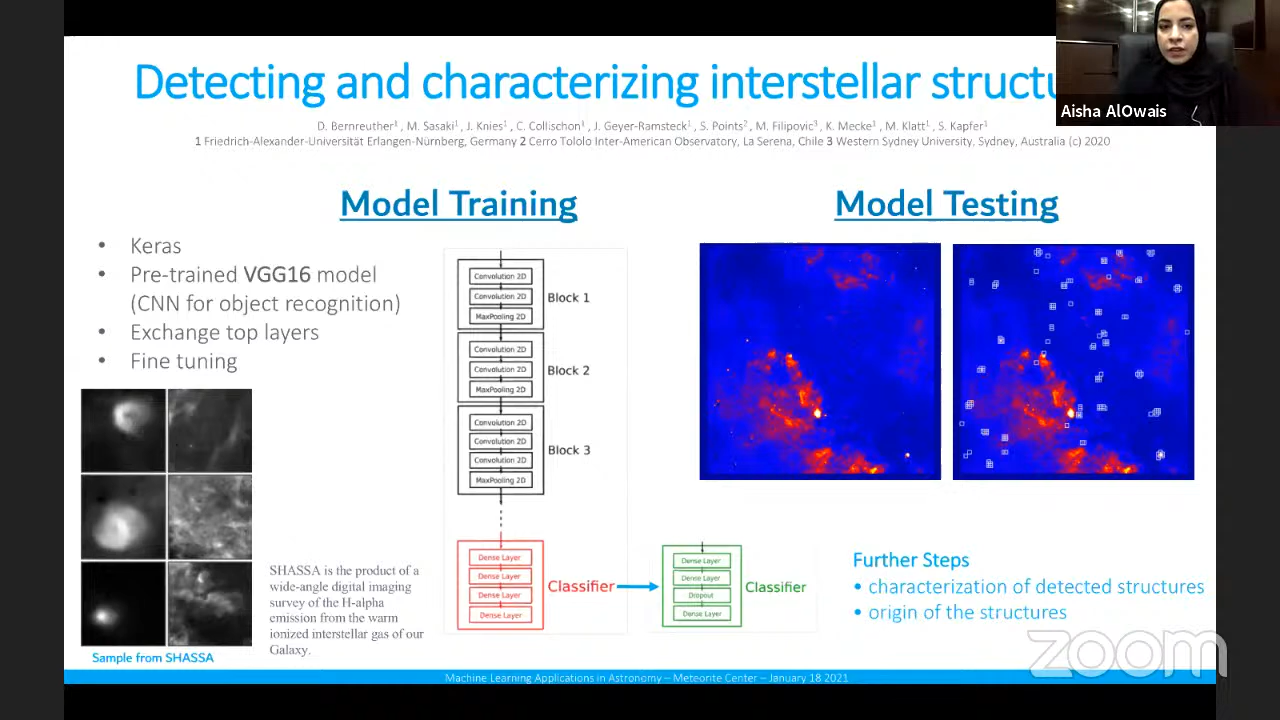 Detecting and characterizing interstellar structu
Aisha AlOwais
D. Bernreuther¹, M. Sasaki¹, J. Knies¹, C. Collischon¹, J. Geyer-Ramsteck¹, S. Points², M. Filipovic³, K. Mecke¹, M. Klatt¹, S. Kapfer¹
1 Friedrich-Alexander-Universität Erlangen-Nürnberg, Germany 2 Cerro Tololo Inter-American Observatory, La Serena, Chile 3 Western Sydney University, Sydney, Australia (c) 2020
Model Training
• Keras
• Pre-trained VGG16 model
(CNN for object recognition)
• Exchange top layers
• Fine tuning
Convolution 2D
Convolution 2D
MaxPooling 2D
Block 1
Convolution 2D
Convolution 2D
MaxPooling 2D
Block 2
Convolution 2D
Convolution 2D
Convolution 2D
MaxPooling 2D
Block 3
Dense Layer
Dense Layer
Dense Layer
Dense Layer
Classifier
Dense Layer
Dense Layer
Dropout
Dense Layer
Classifier
SHASSA is the product of a
wide-angle digital imaging
survey of the H-alpha
emission from the warm
ionized interstellar gas of our
Galaxy.
Sample from SHASSA
Model Testing
Further Steps
• characterization of detected structures
• origin of the structures
zoom
Machine Learning Applications in Astronomy – Meteorite Center – January 18 2021